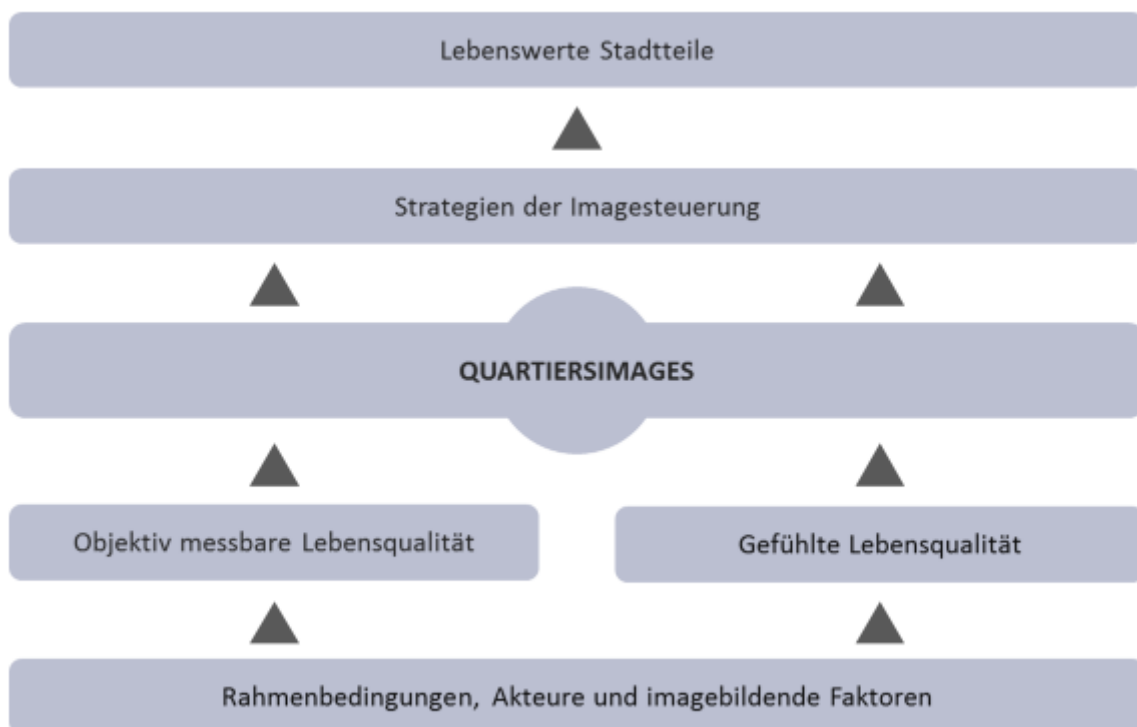 Lebenswerte Stadtteile
Strategien der Imagesteuerung
QUARTIERSIMAGES
Objektiv messbare Lebensqualität
Gefühlte Lebensqualität
Rahmenbedingungen, Akteure und imagebildende Faktoren